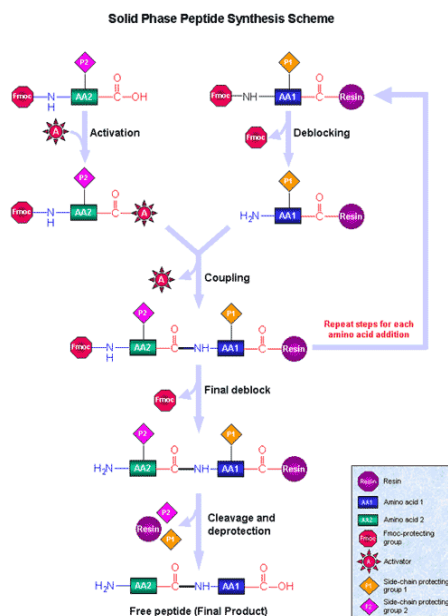 Solid Phase Peptide Synthesis Scheme
P2
P1
Fmoc N H AA2 C O OH
Fmoc NH AA1 C O Resin
A Activation
Fmoc Deblocking
P2
P1
Fmoc N H AA2 C O A
H₂N AA1 C O Resin
A Coupling
P2
P1
Fmoc N H AA2 C O NH AA1 C O Resin
Repeat steps for each
amino acid addition
Fmoc Final deblock
P2
P1
H₂N AA2 C O NH AA1 C O Resin
Resin P2 P1
Cleavage and
deprotection
H₂N AA2 C O NH AA1 C O OH
Free peptide (Final Product)
Resin Resin
AA1 Amino acid 1
AA2 Amino acid 2
Fmoc Fmoc-protecting
group
A Activator
P1 Side-chain protecting
group 1
P2 Side-chain protecting
group 2